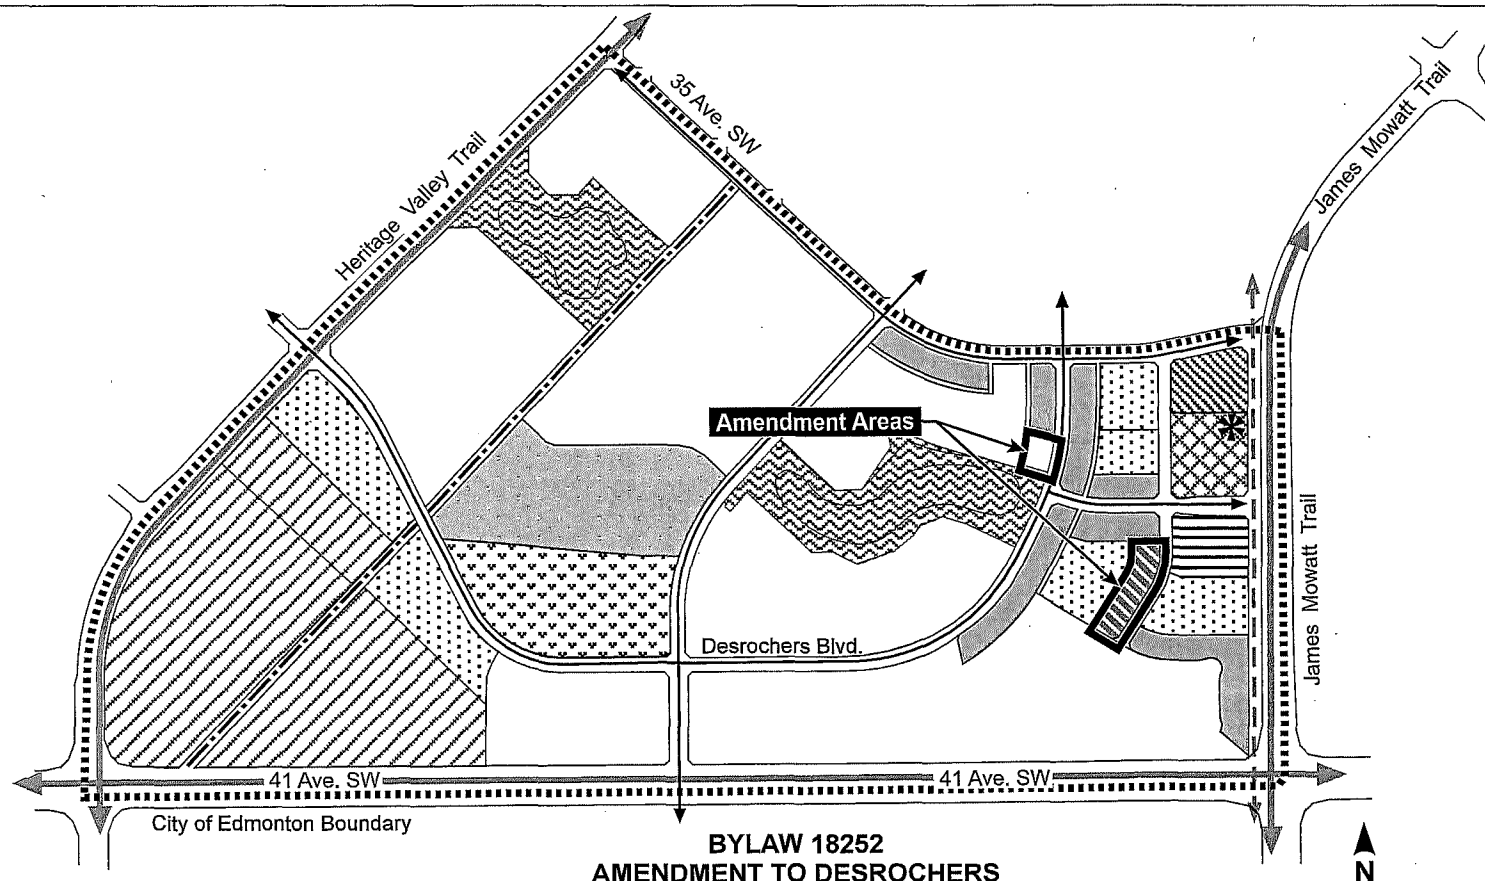 35 Ave. SW
Heritage Valley Trail
James Mowatt Trail
Amendment Areas
James Mowatt Trail
Desrochers Blvd.
41 Ave. SW
41 Ave. SW
City of Edmonton Boundary
BYLAW 18252
AMENDMENT TO DESROCHERS
N